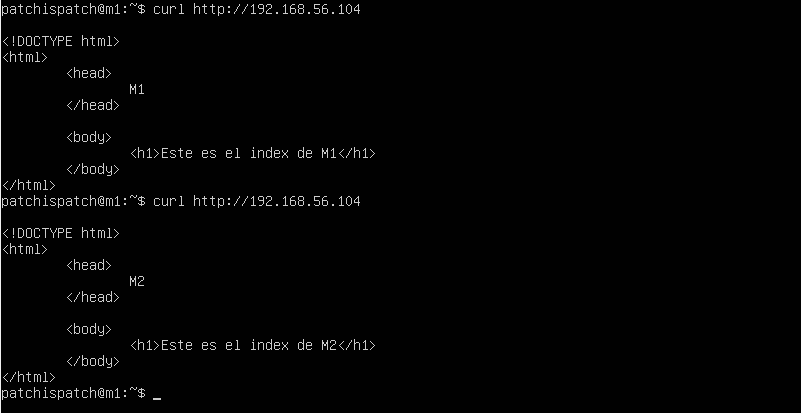 patchispatch@m1:~$ curl http://192.168.56.104
<!DOCTYPE html>
<html>
<head>
M1
</head>
<body>
<h1>Este es el index de M1</h1>
</body>
</html>
patchispatch@m1:~$ curl http://192.168.56.104
<!DOCTYPE html>
<html>
<head>
M2
</head>
<body>
<h1>Este es el index de M2</h1>
</body>
</html>
patchispatch@m1:~$ _